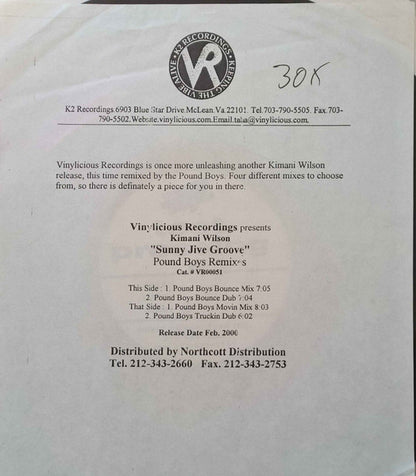 K2 RECORDINGS • KEEPING THE VIBE ALIVE •
VR
30X
K2 Recordings.6903 Blue Star Drive.McLean.Va.22101. Tel.703-790-5505. Fax.703-
790-5502.Website.vinylicious.com.Email.talia@vinylicious.com.
Vinylicious Recordings is once more unleashing another Kimani Wilson
release, this time remixed by the Pound Boys. Four different mixes to choose
from, so there is definately a piece for you in there.
Vinylicious Recordings presents
Kimani Wilson
"Sunny Jive Groove"
Pound Boys Remixes
Cat. # VR00051
This Side : 1. Pound Boys Bounce Mix 7:05
2. Pound Boys Bounce Dub :04
That Side : 1. Pound Boys Movin Mix 8:03
2. Pound Boys Truckin Dub 6:02
Release Date Feb. 2000
Distributed by Northcott Distribution
Tel. 212-343-2660 Fax. 212-343-2753